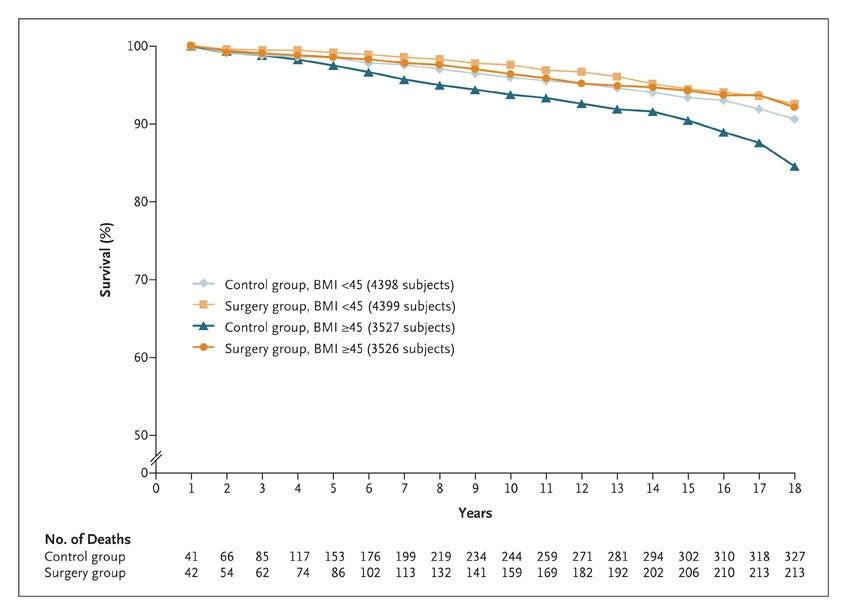 100
90
80
70
60
50
0
Survival (%)
Control group, BMI <45 (4398 subjects)
Surgery group, BMI <45 (4399 subjects)
Control group, BMI ≥45 (3527 subjects)
Surgery group, BMI ≥45 (3526 subjects)
0 1 2 3 4 5 6 7 8 9 10 11 12 13 14 15 16 17 18
Years
No. of Deaths
Control group 41 66 85 117 153 176 199 219 234 244 259 271 281 294 302 310 318 327
Surgery group 42 54 62 74 86 102 113 132 141 159 169 182 192 202 206 210 213 213